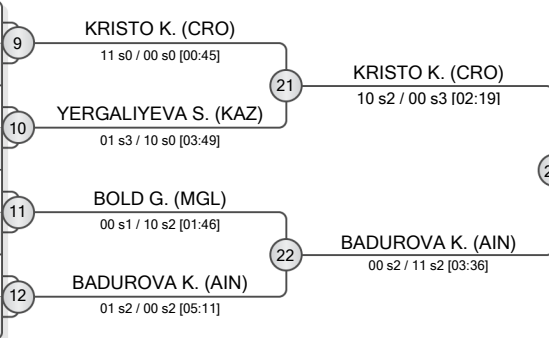 9
KRISTO K. (CRO)
11 s0 / 00 s0 [00:45]
21
KRISTO K. (CRO)
10 s2 / 00 s3 [02:19]
10
YERGALIYEVA S. (KAZ)
01 s3 / 10 s0 [03:49]
11
BOLD G. (MGL)
00 s1 / 10 s2 [01:46]
22
BADUROVA K. (AIN)
00 s2 / 11 s2 [03:36]
12
BADUROVA K. (AIN)
01 s2 / 00 s2 [05:11]